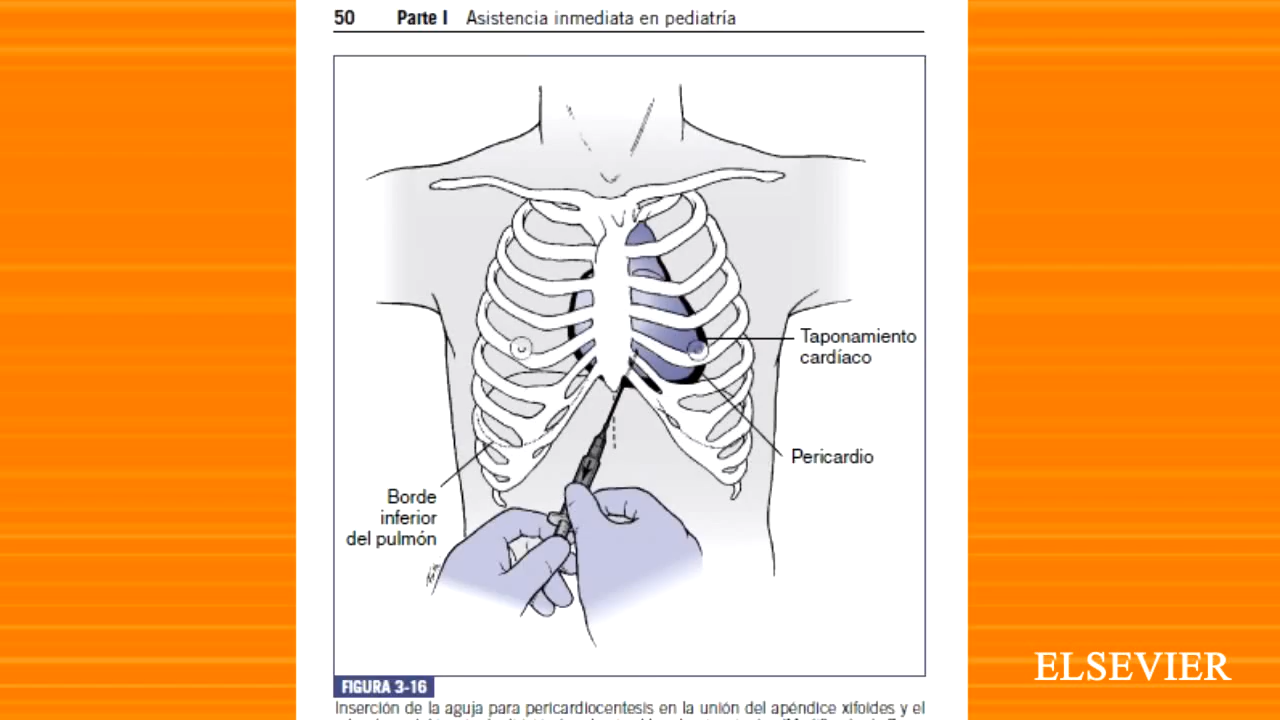 50 Parte I Asistencia inmediata en pediatría
Taponamiento
cardíaco
Pericardio
Borde
inferior
del pulmón
ELSEVIER
FIGURA 3-16
Inserción de la aguja para pericardiocentesis en la unión del apéndice xifoides y el